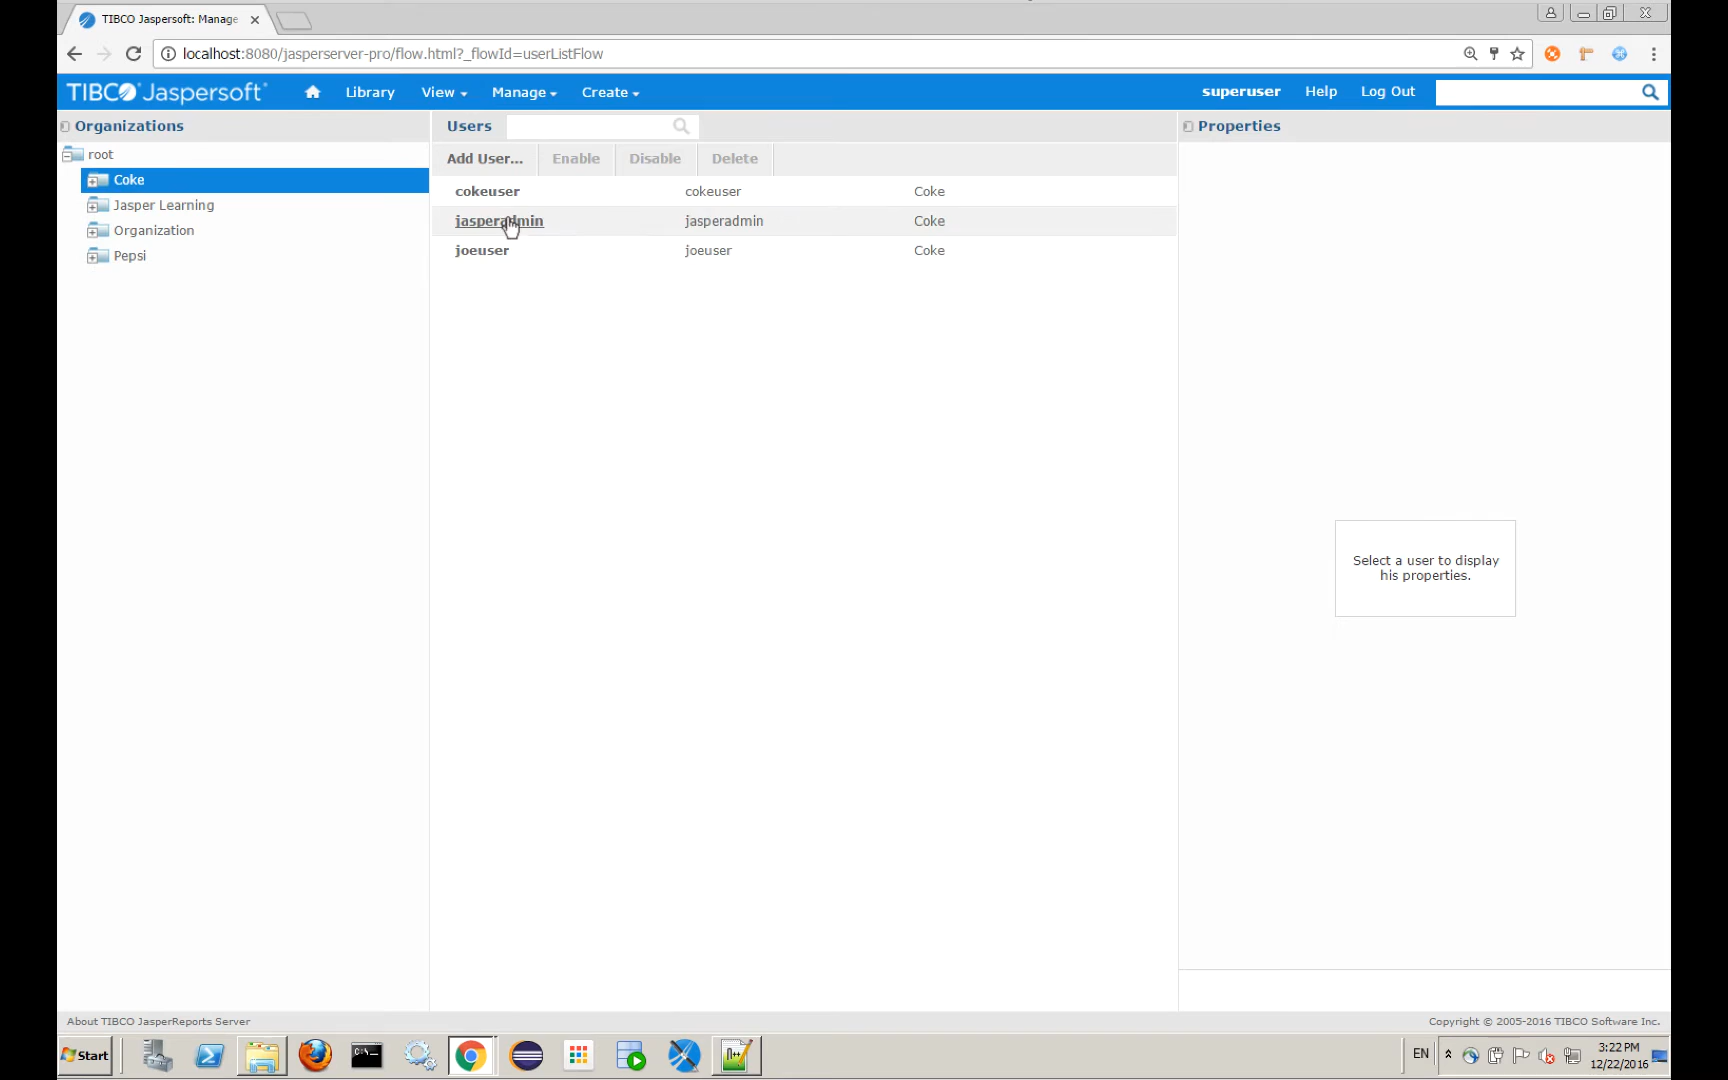 TIBCO Jaspersoft: Manage
localhost:8080/jasperserver-pro/flow.html?_flowId=userListFlow
TIBCO Jaspersoft
Library
View
Manage
Create
superuser
Help
Log Out
Organizations
root
Coke
Jasper Learning
Organization
Pepsi
Users
Add User...
Enable
Disable
Delete
cokeuser cokeuser Coke
jasperadmin jasperadmin Coke
joeuser joeuser Coke
Properties
Select a user to display
his properties.
About TIBCO JasperReports Server
Copyright © 2005-2016 TIBCO Software Inc.
Start
EN
3:22 PM
12/22/2016